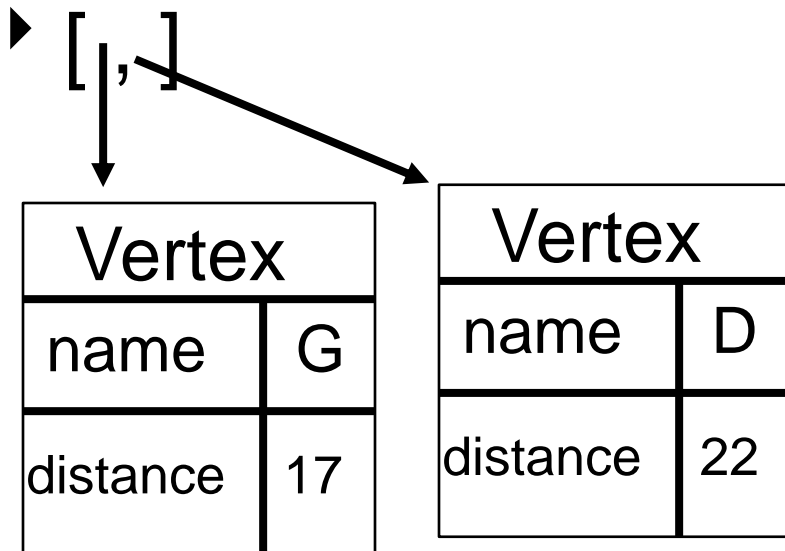 [ , ]
Vertex
name G
distance 17
Vertex
name D
distance 22